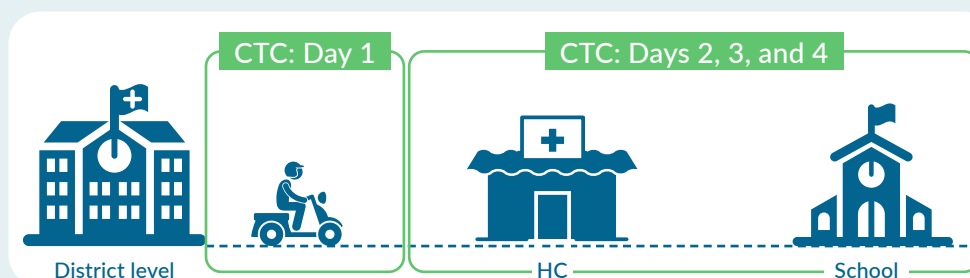 CTC: Day 1
CTC: Days 2, 3, and 4
District level
HC
School